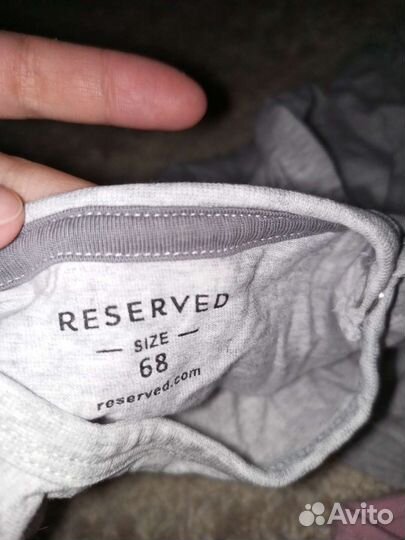 RESERVED
— SIZE —
68
reserved.com
Avito